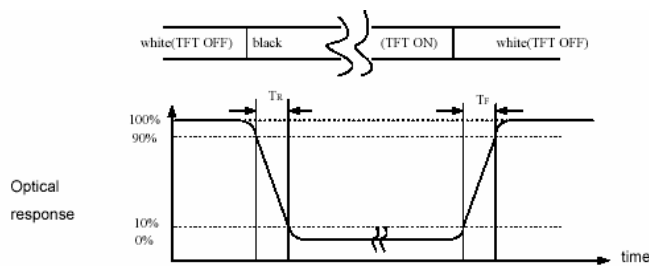 white(TFT OFF) black (TFT ON) white(TFT OFF)
TR TF
100%
90%
Optical
response
10%
0%
time